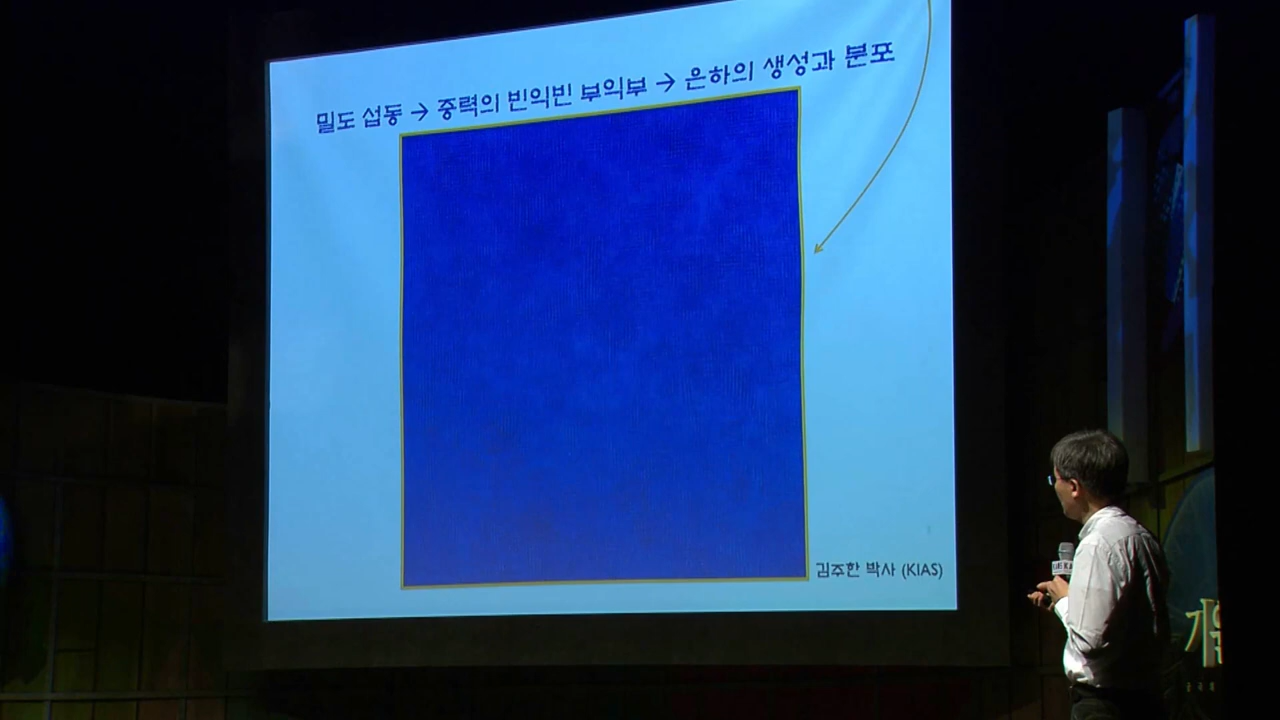 밀도 섭동 → 중력의 빈익빈 부익부 → 은하의 생성과 분포
김주한 박사 (KIAS)